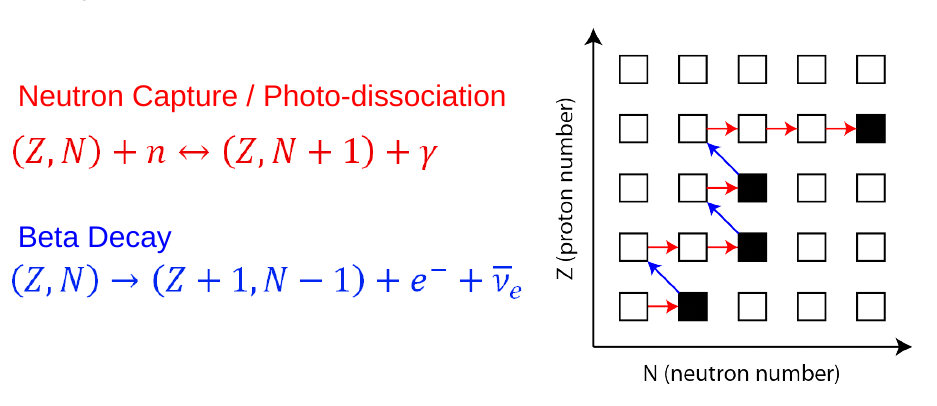 Neutron Capture / Photo-dissociation
(Z, N) + n ↔ (Z, N + 1) + γ
Beta Decay
(Z, N) → (Z + 1, N − 1) + e⁻ + ν̅ₑ
Z (proton number)
N (neutron number)